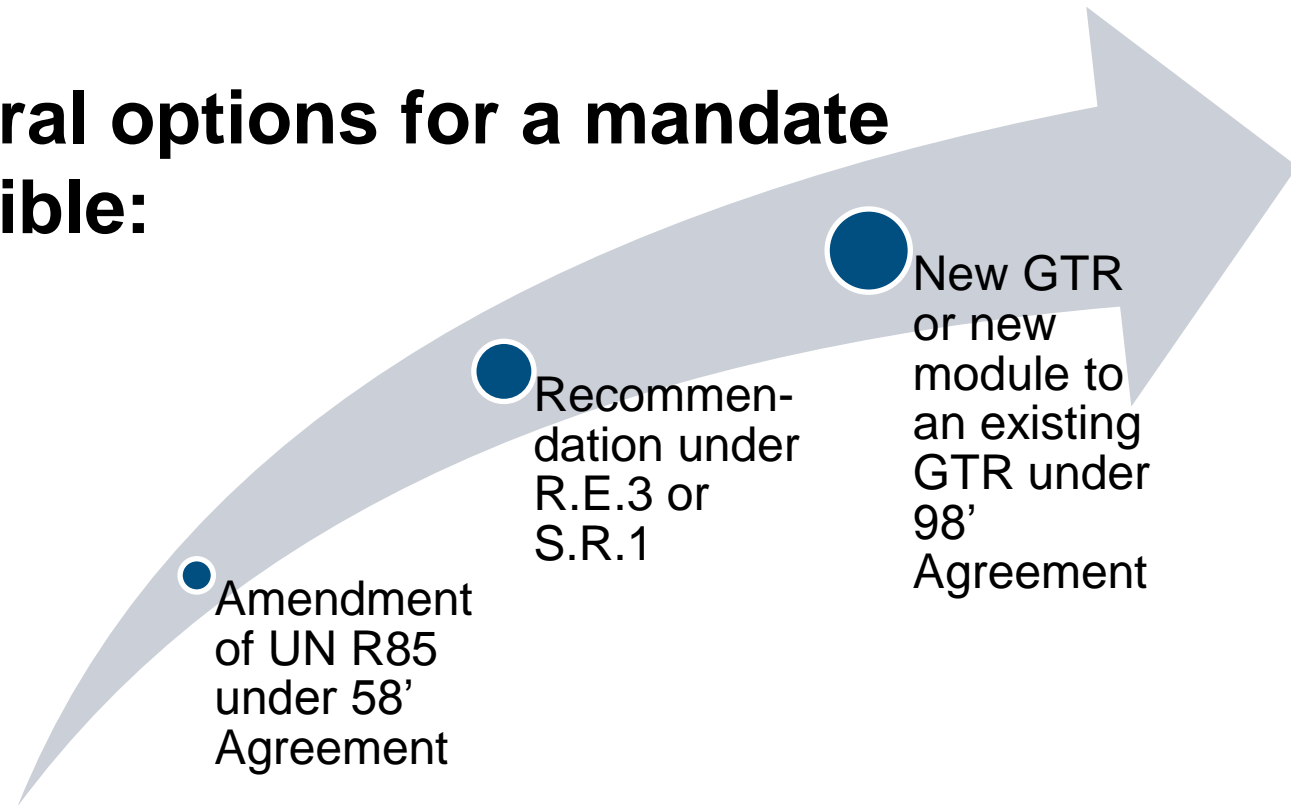 ral options for a mandate
ible:
New GTR
or new
module to
an existing
GTR under
98’
Agreement
Recommen-
dation under
R.E.3 or
S.R.1
Amendment
of UN R85
under 58’
Agreement